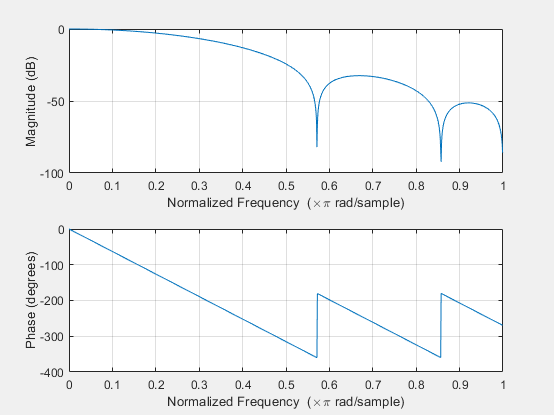 0
-50
-100
Magnitude (dB)
0 0.1 0.2 0.3 0.4 0.5 0.6 0.7 0.8 0.9 1
Normalized Frequency (×π rad/sample)
0
-100
-200
-300
-400
Phase (degrees)
0 0.1 0.2 0.3 0.4 0.5 0.6 0.7 0.8 0.9 1
Normalized Frequency (×π rad/sample)